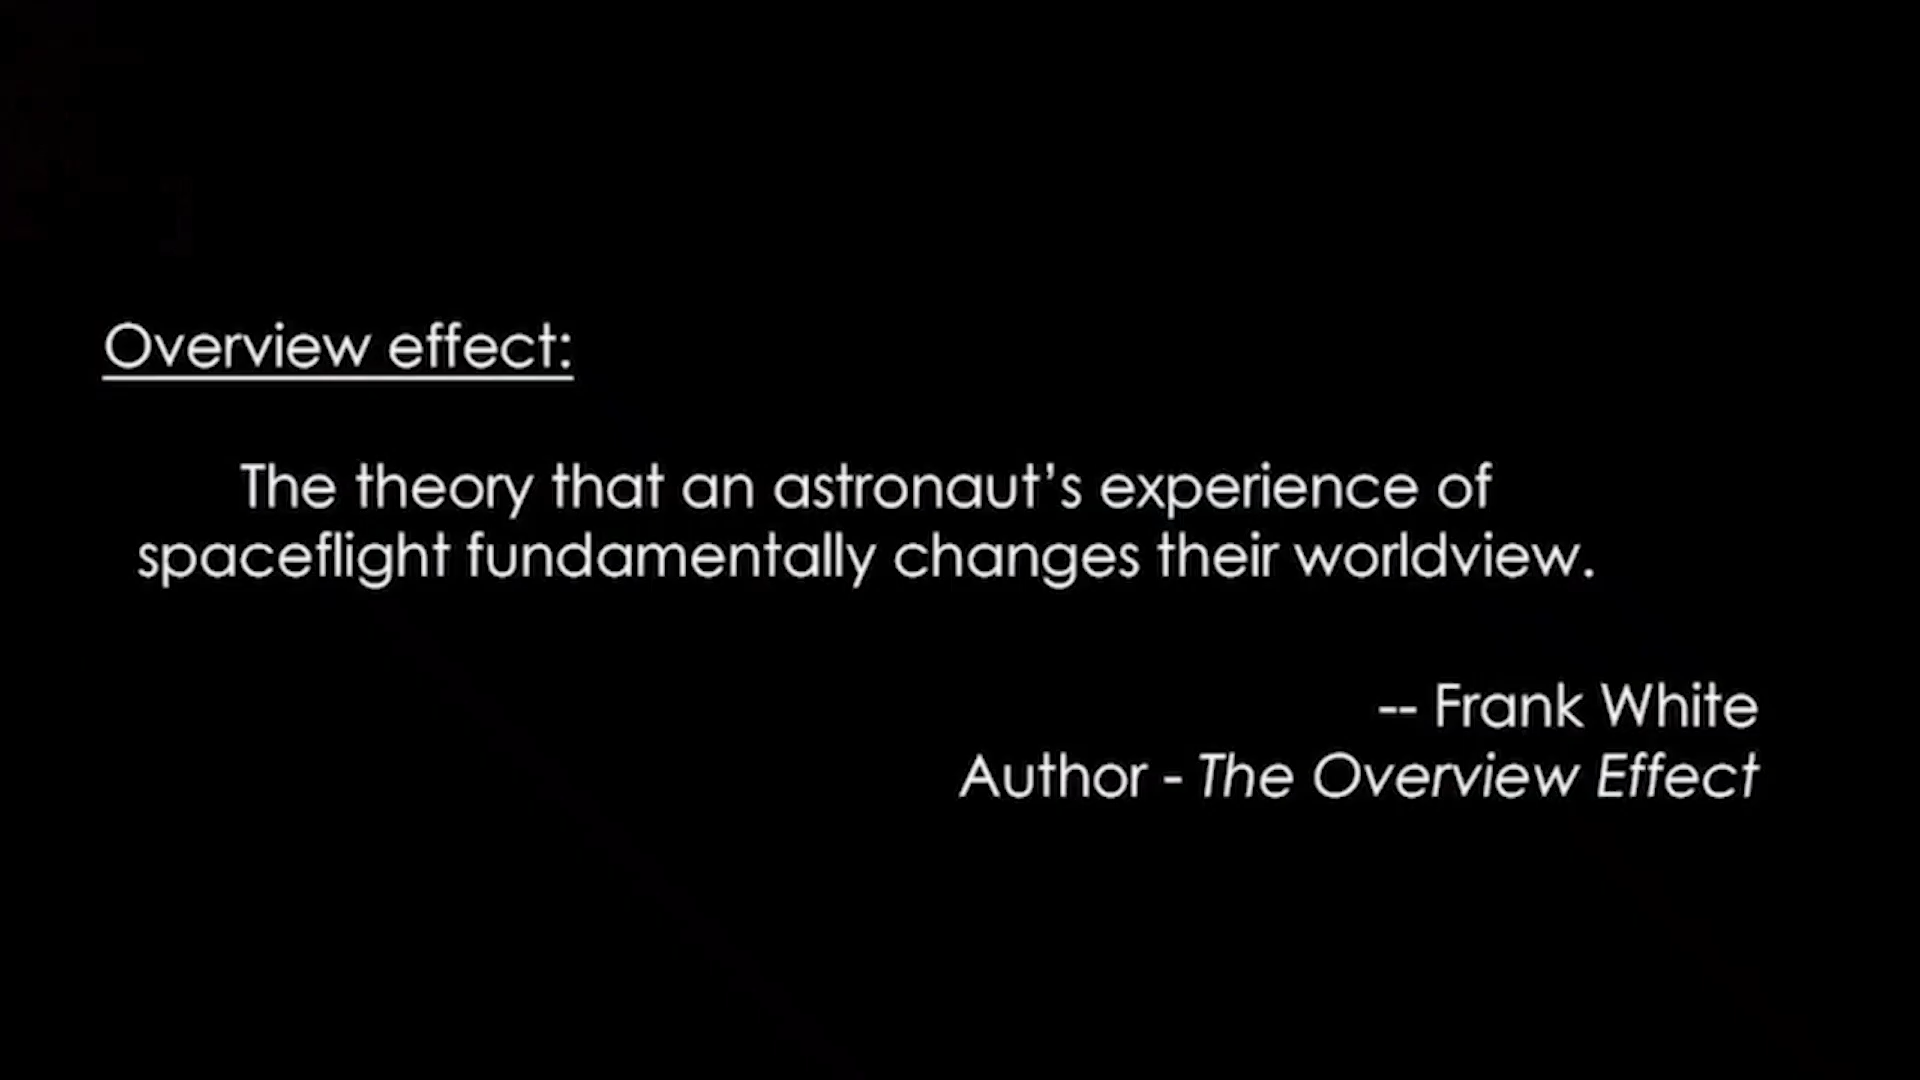 Overview effect:
The theory that an astronaut’s experience of
spaceflight fundamentally changes their worldview.
-- Frank White
Author - The Overview Effect